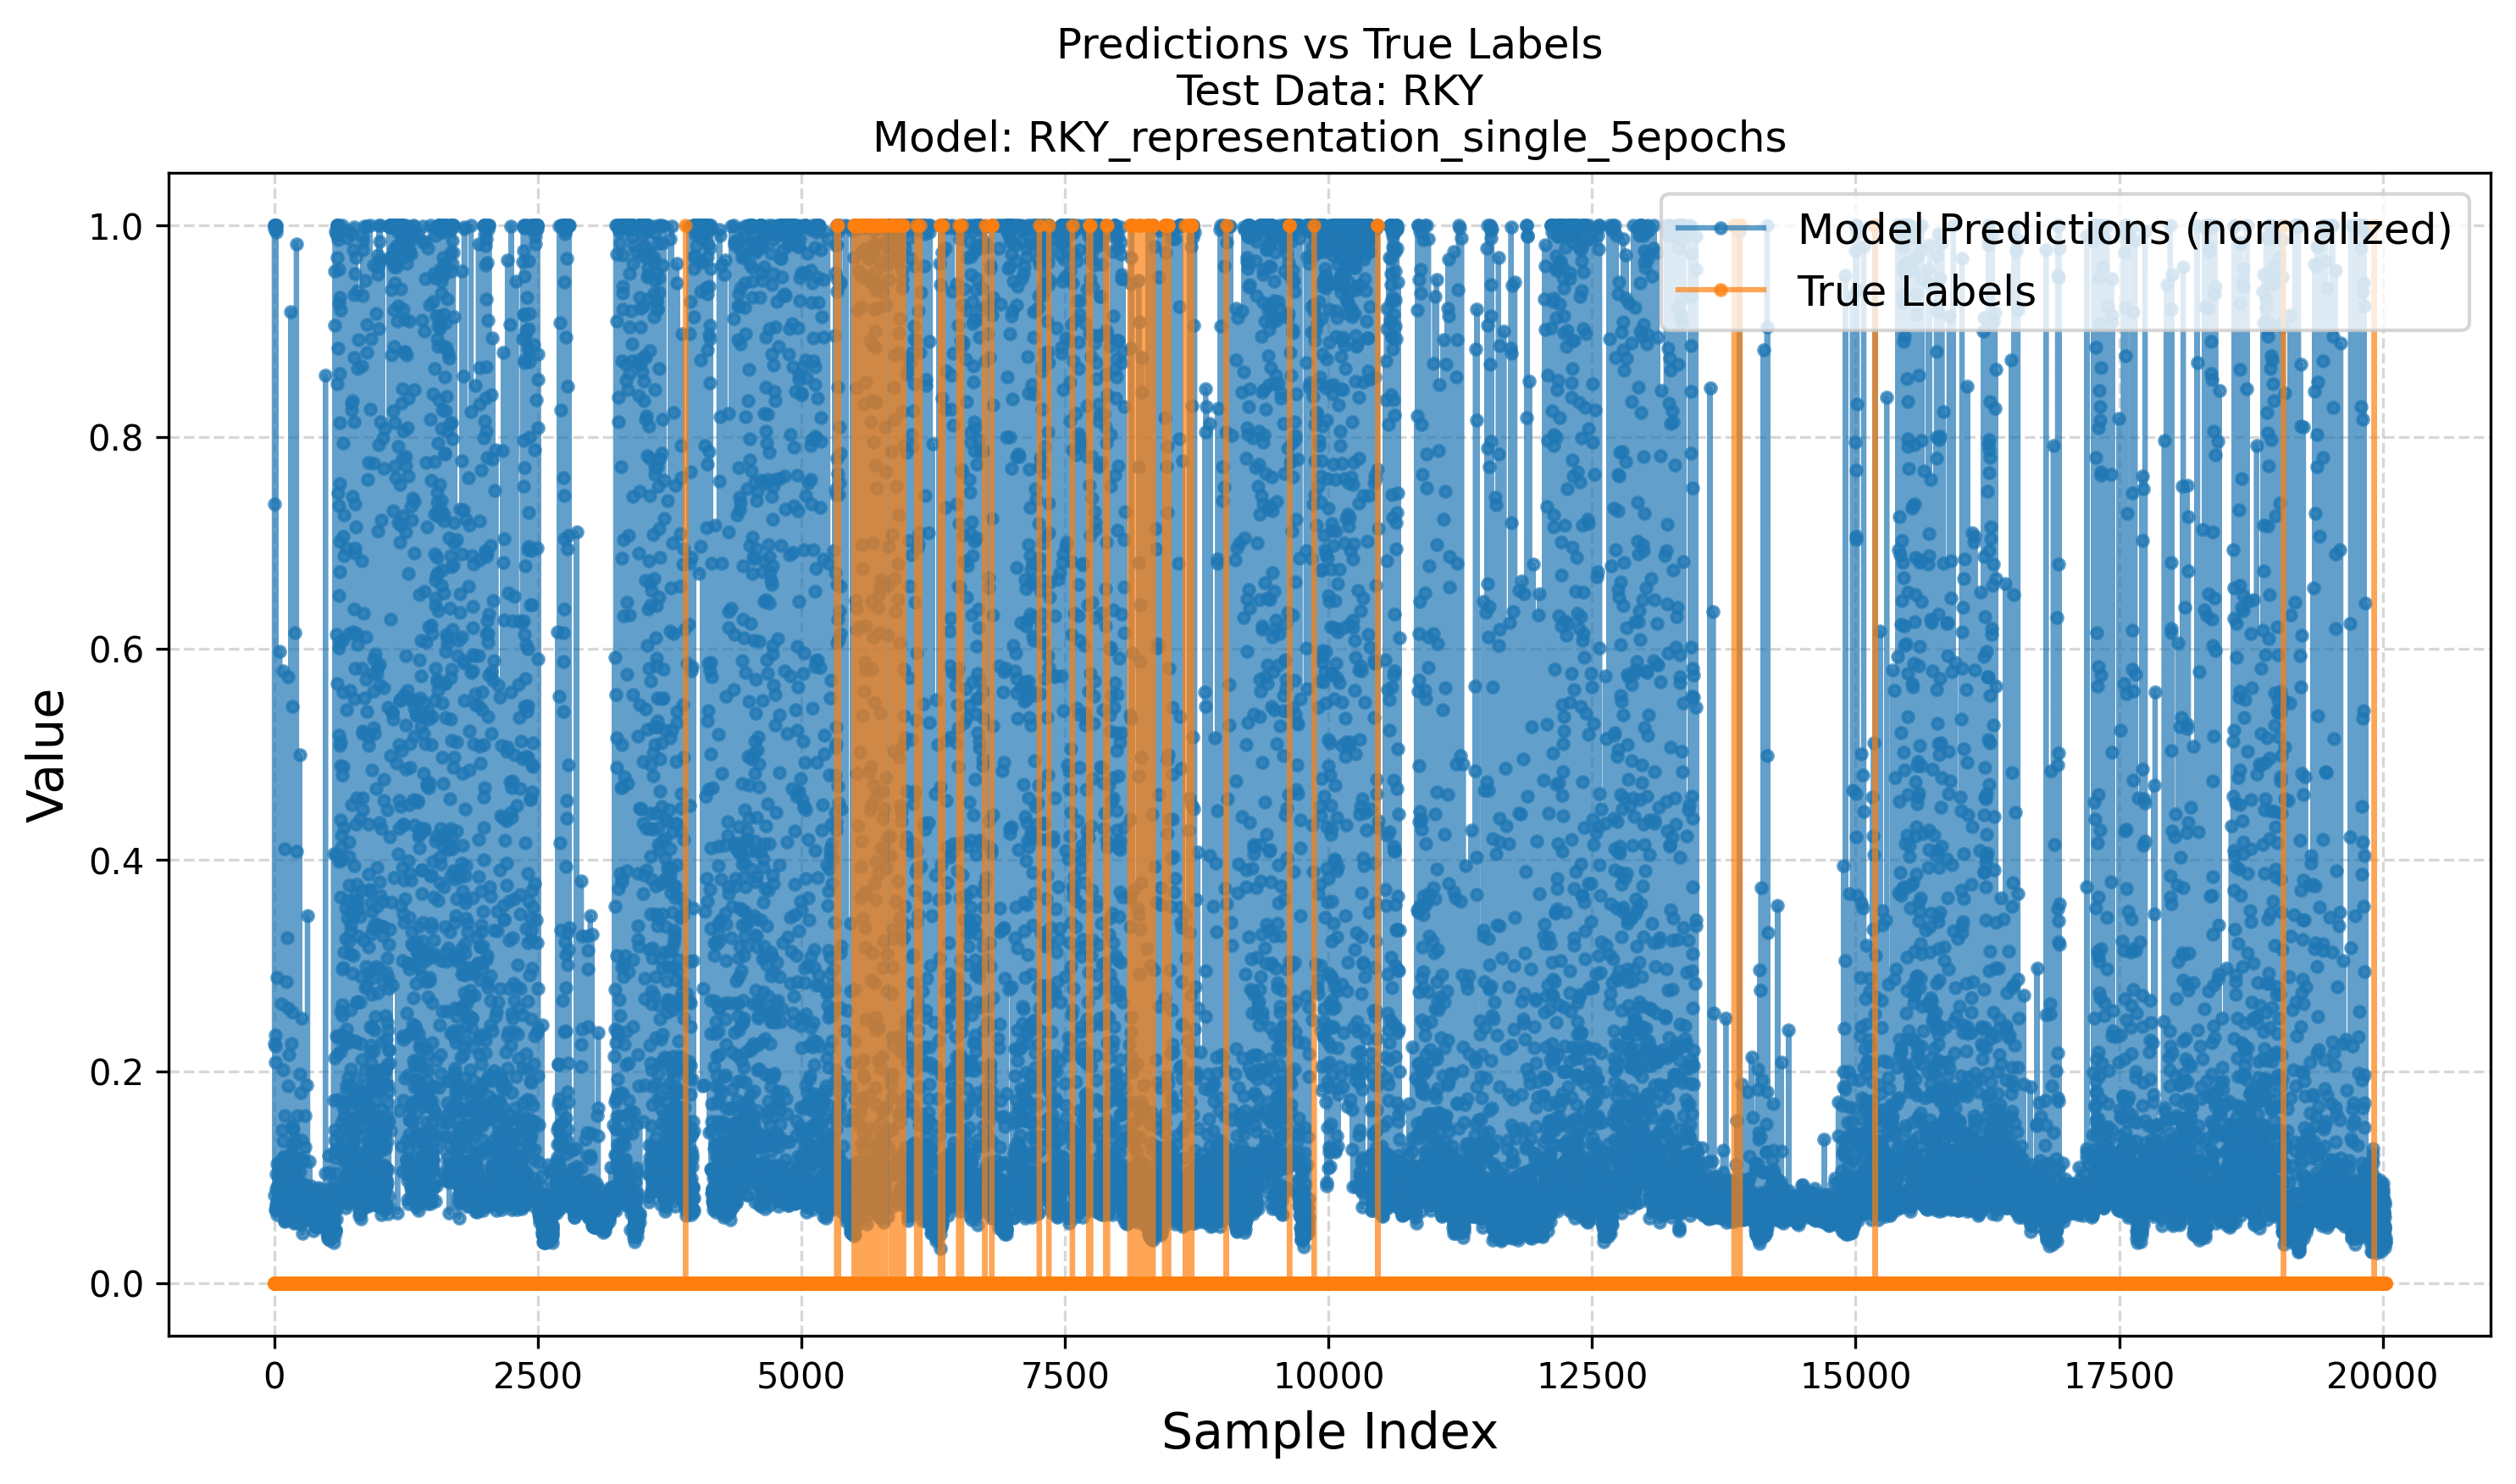 Predictions vs True Labels
Test Data: RKY
Model: RKY_representation_single_5epochs
Model Predictions (normalized)
True Labels
1.0
0.8
0.6
0.4
0.2
0.0
Value
0 2500 5000 7500 10000 12500 15000 17500 20000
Sample Index